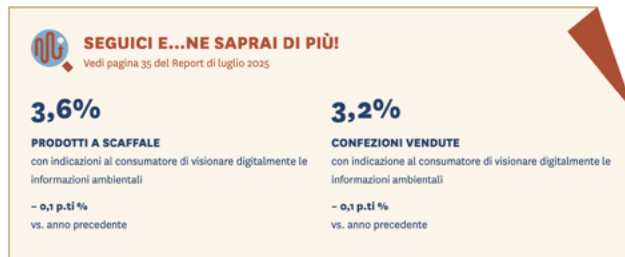 SEGUICI E...NE SAPRAI DI PIÙ!
Vedi pagina 35 del Report di luglio 2025
3,6%
PRODOTTI A SCAFFALE
con indicazioni al consumatore di visionare digitalmente le
informazioni ambientali
– 0,1 p.ti %
vs. anno precedente
3,2%
CONFEZIONI VENDUTE
con indicazione al consumatore di visionare digitalmente le
informazioni ambientali
– 0,1 p.ti %
vs. anno precedente